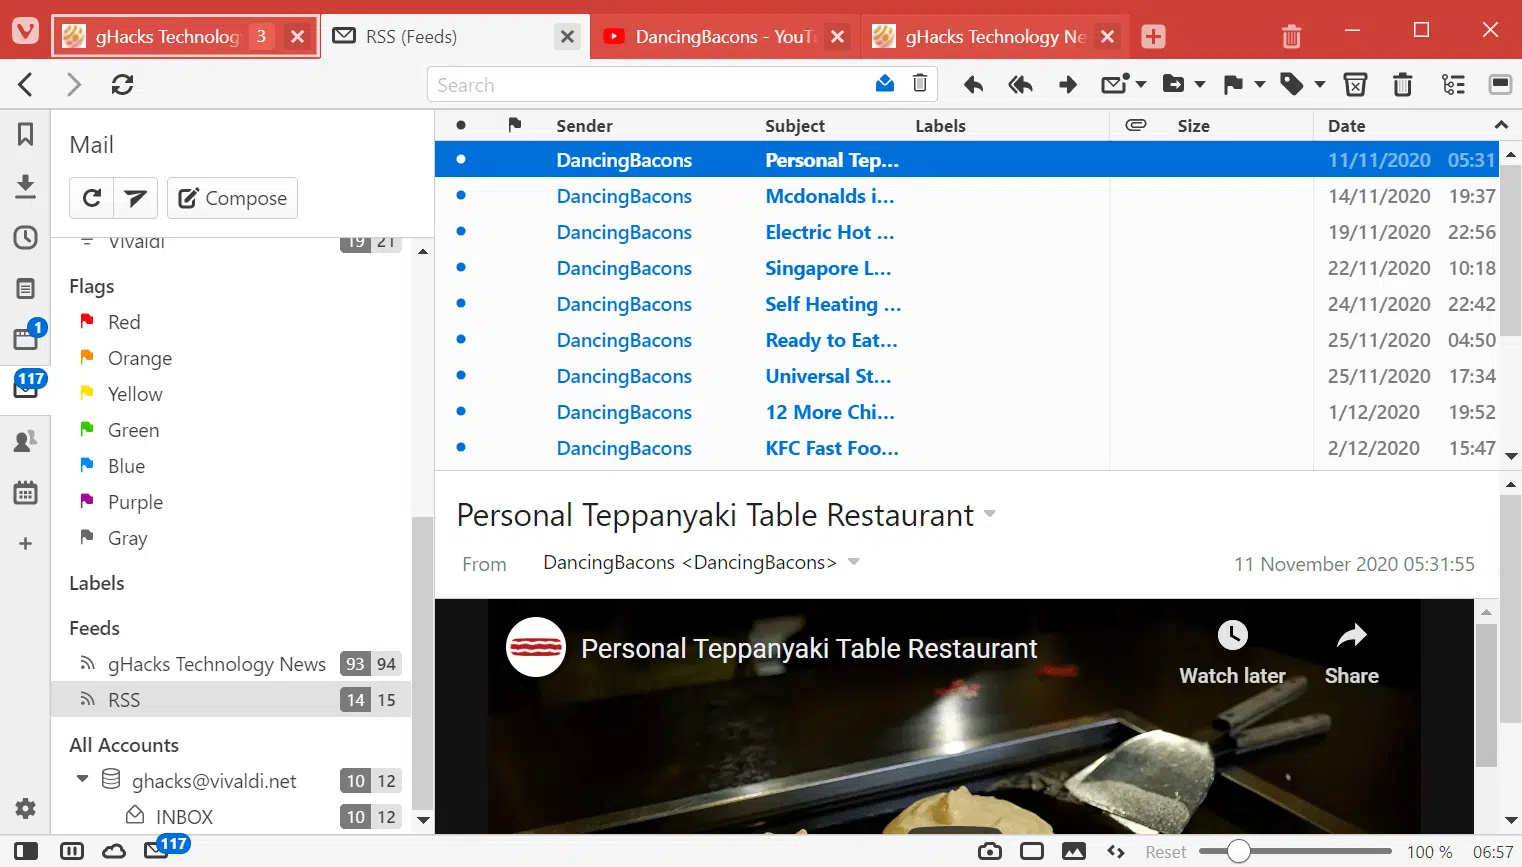 gHacks Technolog 3
RSS (Feeds)
DancingBacons - YouTu
gHacks Technology Ne
Search
Mail
Compose
Vivaldi 19 21
Flags
Red
Orange
Yellow
Green
Blue
Purple
Gray
Labels
Feeds
gHacks Technology News 93 94
RSS 14 15
All Accounts
ghacks@vivaldi.net 10 12
INBOX 10 12
1
117
Sender Subject Labels Size Date
DancingBacons Personal Tep... 11/11/2020 05:31
DancingBacons Mcdonalds i... 14/11/2020 19:37
DancingBacons Electric Hot ... 19/11/2020 22:56
DancingBacons Singapore L... 22/11/2020 10:18
DancingBacons Self Heating ... 24/11/2020 22:42
DancingBacons Ready to Eat... 25/11/2020 04:50
DancingBacons Universal St... 25/11/2020 17:34
DancingBacons 12 More Chi... 1/12/2020 19:52
DancingBacons KFC Fast Foo... 2/12/2020 15:47
Personal Teppanyaki Table Restaurant
From DancingBacons <DancingBacons> 11 November 2020 05:31:55
Personal Teppanyaki Table Restaurant
Watch later Share
117
Reset 100 % 06:57